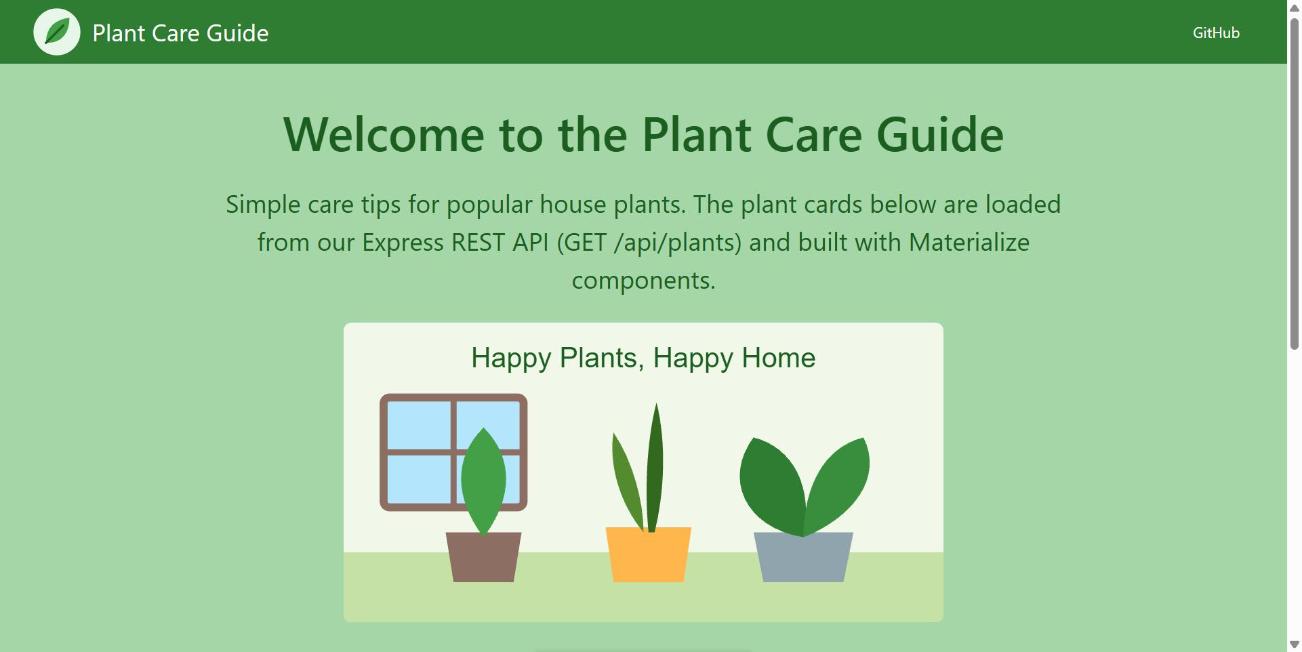 Plant Care Guide
GitHub
Welcome to the Plant Care Guide
Simple care tips for popular house plants. The plant cards below are loaded
from our Express REST API (GET /api/plants) and built with Materialize
components.
Happy Plants, Happy Home